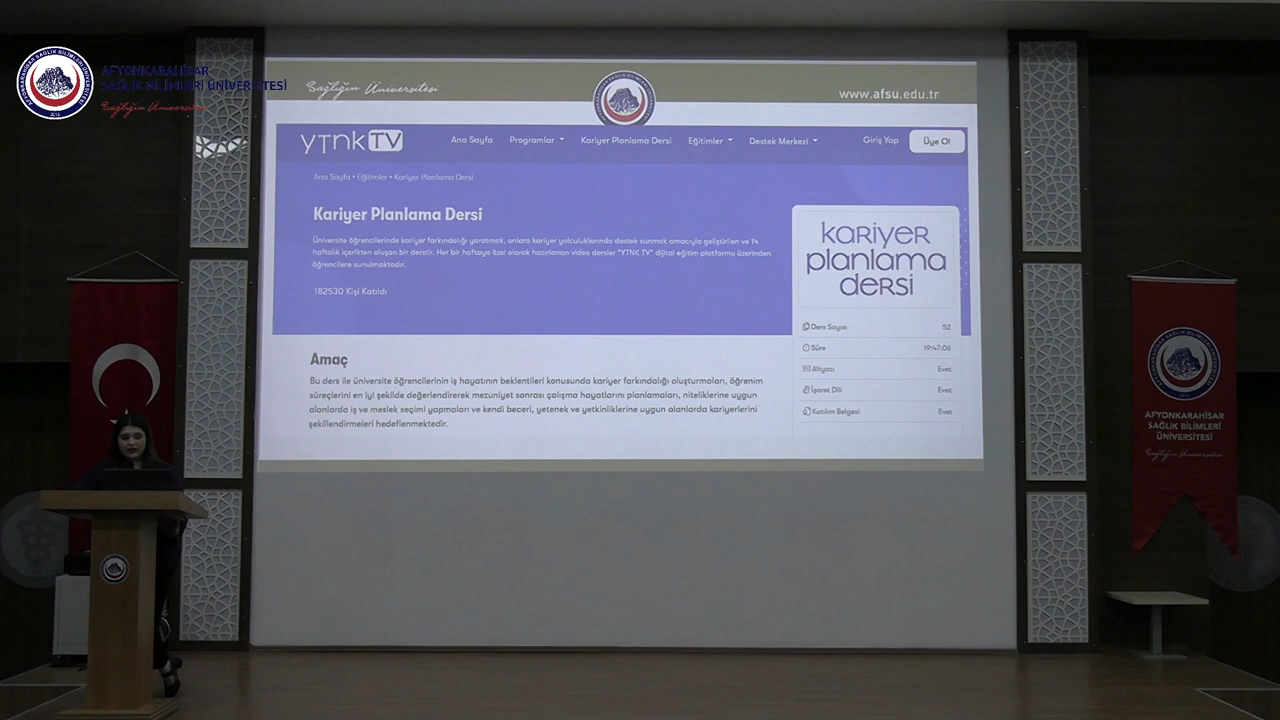 AFYONKARAHİSAR
SAĞLIK BİLİMLERİ ÜNİVERSİTESİ
Sağlığın Üniversitesi
Sağlığın Üniversitesi
www.afsu.edu.tr
YTNK TV
Ana Sayfa
Programlar
Kariyer Planlama Dersi
Eğitimler
Destek Merkezi
Giriş Yap
Üye Ol
Ana Sayfa • Eğitimler • Kariyer Planlama Dersi
Kariyer Planlama Dersi
Üniversite öğrencilerinde kariyer farkındalığı yaratmak, onlara kariyer yolculuklarında destek sunmak amacıyla geliştirilen ve 14
haftalık içerikten oluşan bir derstir. Her bir haftaya özel olarak hazırlanan video dersler "YTNK TV" dijital eğitim platformu üzerinden
öğrencilere sunulmaktadır.
182530 Kişi Katıldı
kariyer
planlama
dersi
Ders Sayısı 52
Süre 19:47:06
Altyazı Evet
İşaret Dili Evet
Katılım Belgesi Evet
Amaç
Bu ders ile üniversite öğrencilerinin iş hayatının beklentileri konusunda kariyer farkındalığı oluşturmaları, öğrenim
süreçlerini en iyi şekilde değerlendirerek mezuniyet sonrası çalışma hayatlarını planlamaları, niteliklerine uygun
alanlarda iş ve meslek seçimi yapmaları ve kendi beceri, yetenek ve yetkinliklerine uygun alanlarda kariyerlerini
şekillendirmeleri hedeflenmektedir.
AFYONKARAHİSAR
SAĞLIK BİLİMLERİ
ÜNİVERSİTESİ
Sağlığın Üniversitesi